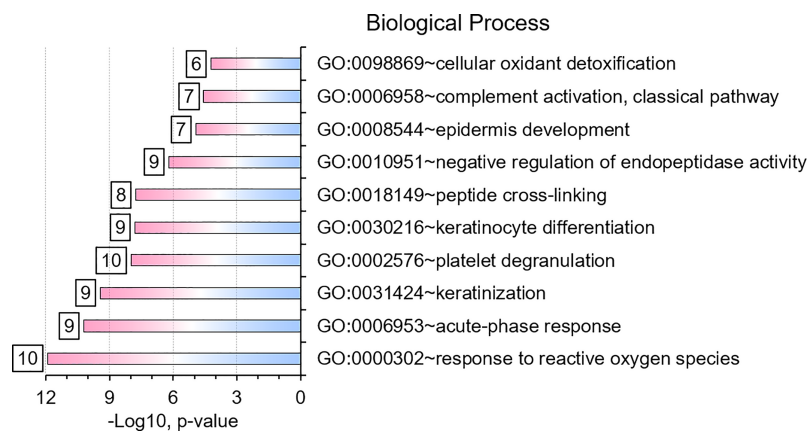 Biological Process
6 GO:0098869~cellular oxidant detoxification
7 GO:0006958~complement activation, classical pathway
7 GO:0008544~epidermis development
9 GO:0010951~negative regulation of endopeptidase activity
8 GO:0018149~peptide cross-linking
9 GO:0030216~keratinocyte differentiation
10 GO:0002576~platelet degranulation
9 GO:0031424~keratinization
9 GO:0006953~acute-phase response
10 GO:0000302~response to reactive oxygen species
12 9 6 3 0
-Log10, p-value